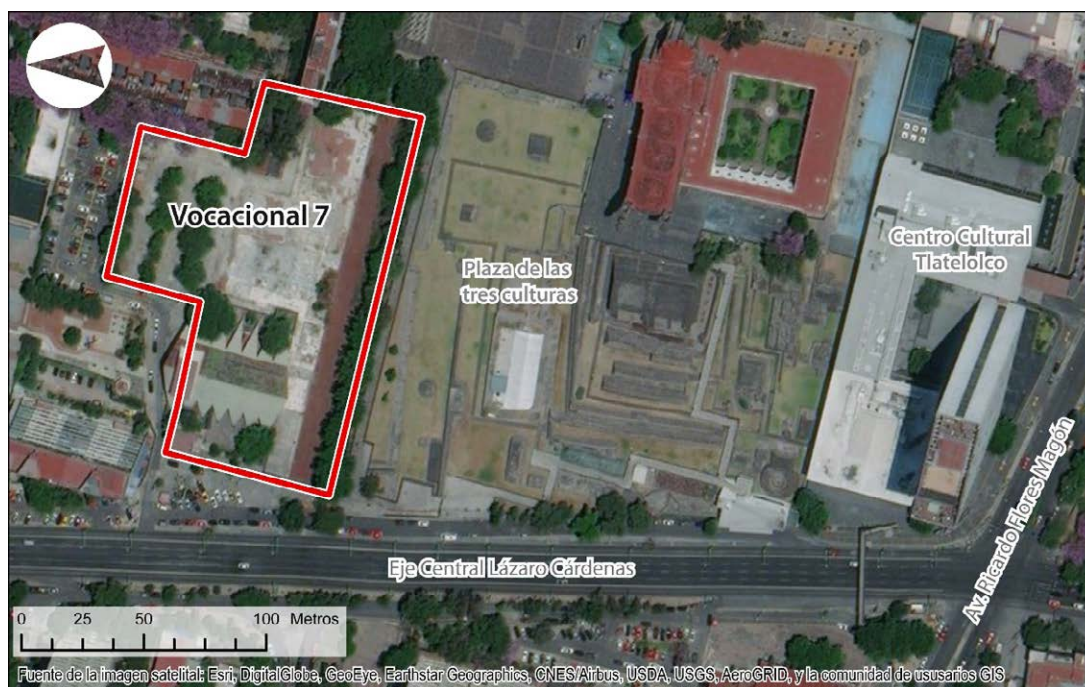 Vocacional 7
Plaza de las
tres culturas
Centro Cultural
Tlatelolco
Av. Ricardo Flores Magón
Eje Central Lázaro Cárdenas
0 25 50 100 Metros
Fuente de la imagen satelital: Esri, DigitalGlobe, GeoEye, Earthstar Geographics, CNES/Airbus, USDA, USGS, AeroGRID, y la comunidad de ususarios GIS